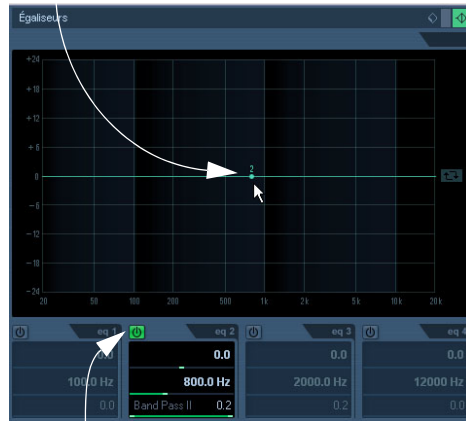 Égaliseurs
+24
+18
+12
+6
2
0
-6
-12
-18
-24
20 50 100 200 500 1k 2k 5k 10k 20k
eq 1 eq 2 eq 3 eq 4
0.0 0.0 0.0 0.0
100.0 Hz 800.0 Hz 2000.0 Hz 12000 Hz
0.0 Band Pass II 0.2 0.2 0.0